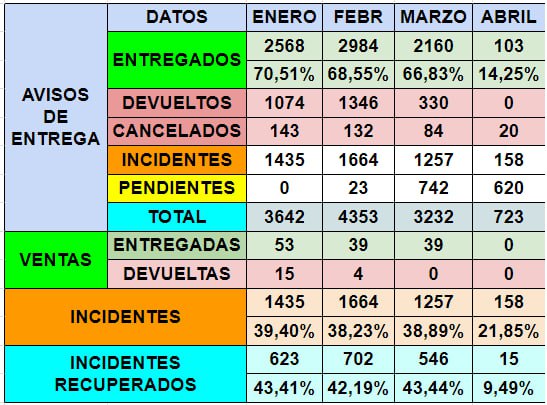 DATOS ENERO FEBR MARZO ABRIL
AVISOS
DE
ENTREGA
ENTREGADOS 2568 2984 2160 103
70,51% 68,55% 66,83% 14,25%
DEVUELTOS 1074 1346 330 0
CANCELADOS 143 132 84 20
INCIDENTES 1435 1664 1257 158
PENDIENTES 0 23 742 620
TOTAL 3642 4353 3232 723
VENTAS
ENTREGADAS 53 39 39 0
DEVUELTAS 15 4 0 0
INCIDENTES 1435 1664 1257 158
39,40% 38,23% 38,89% 21,85%
INCIDENTES 623 702 546 15
RECUPERADOS 43,41% 42,19% 43,44% 9,49%